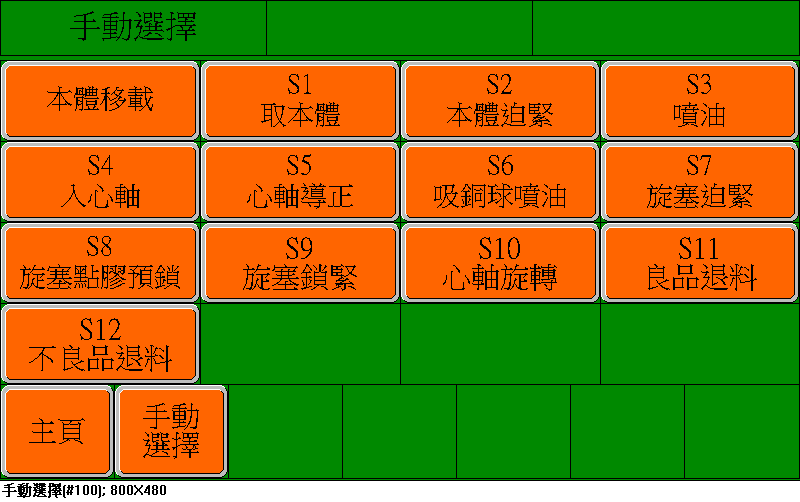 手動選擇
本體移載
S1
取本體
S2
本體迫緊
S3
噴油
S4
入心軸
S5
心軸導正
S6
吸銅球噴油
S7
旋塞迫緊
S8
旋塞點膠預鎖
S9
旋塞鎖緊
S10
心軸旋轉
S11
良品退料
S12
不良品退料
主頁
手動
選擇
手動選擇(#100); 800X480